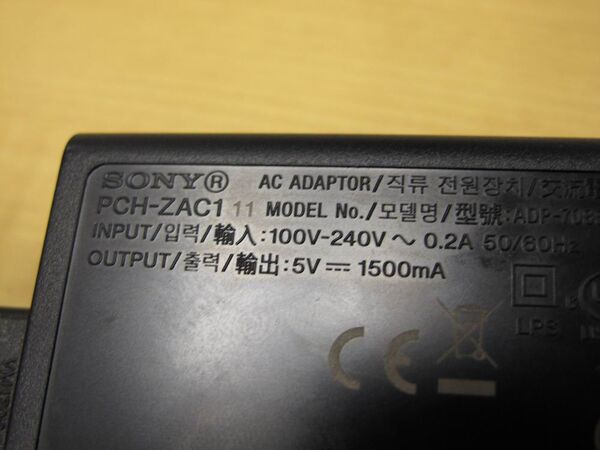 SONY® AC ADAPTOR/직류 전원장치/交流
PCH-ZAC1 11 MODEL No./모델명/型號:
INPUT/입력/輸入:100V-240V ~ 0.2A 50/60Hz
OUTPUT/출력/輸出:5V⎓1500mA
LPS
CE